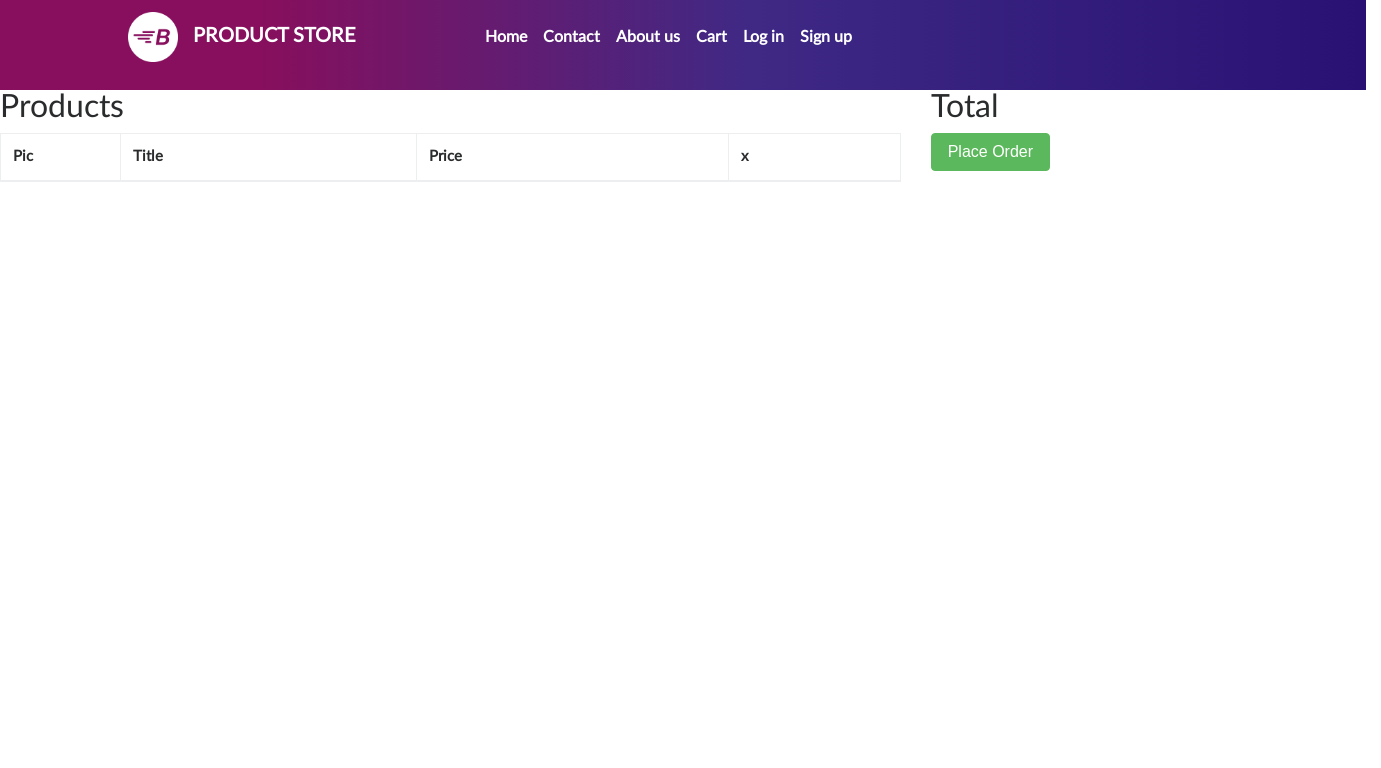 B PRODUCT STORE Home Contact About us Cart Log in Sign up
Products
Total
Pic Title Price x
Place Order